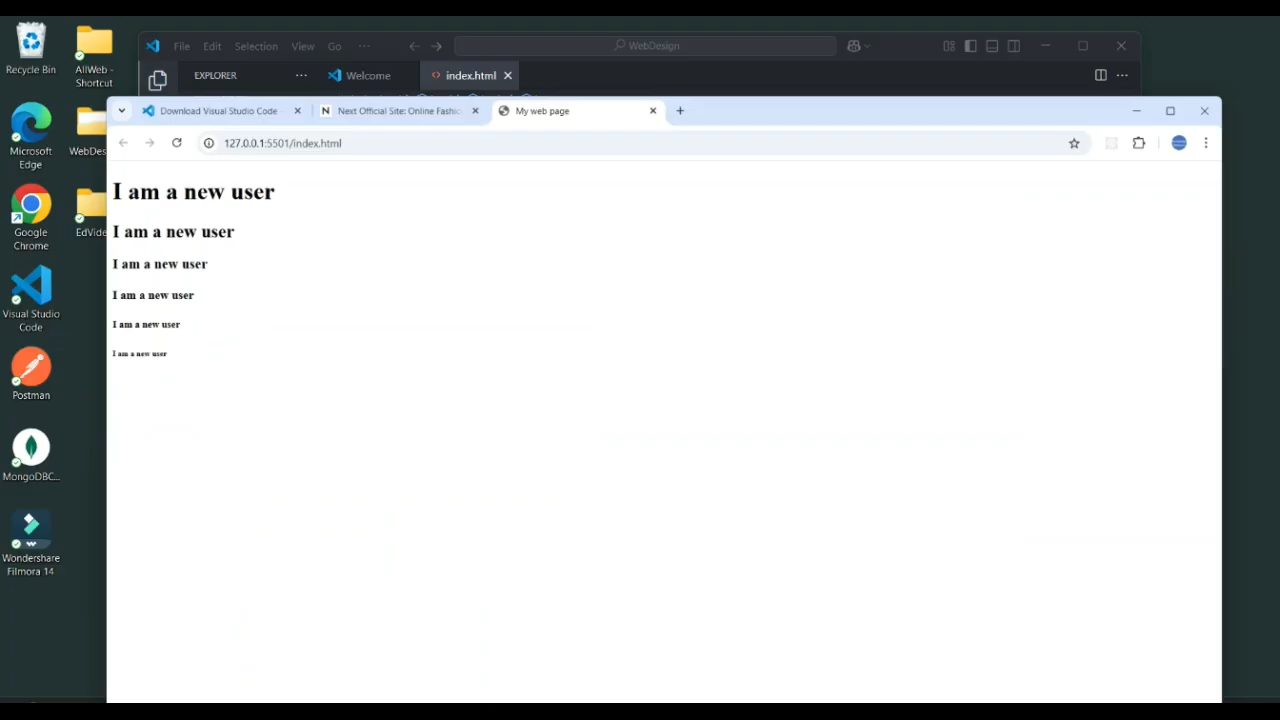 Recycle Bin
AllWeb -
Shortcut
Microsoft
Edge
WebDes
Google
Chrome
EdVide
Visual Studio
Code
Postman
MongoDBC...
Wondershare
Filmora 14
File Edit Selection View Go ... WebDesign
EXPLORER ... Welcome index.html
Download Visual Studio Code - Next Official Site: Online Fashio My web page
127.0.0.1:5501/index.html
I am a new user
I am a new user
I am a new user
I am a new user
I am a new user
I am a new user